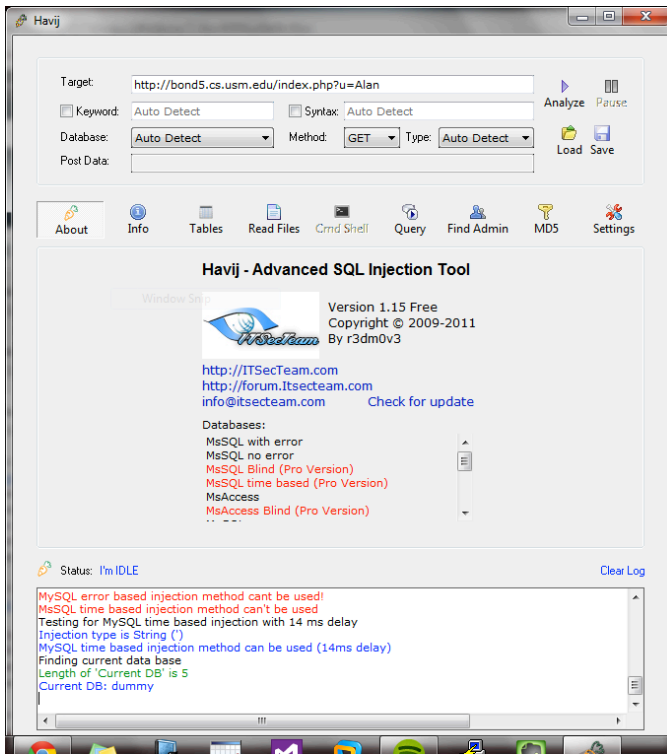 Havij
Target: http://bond5.cs.usm.edu/index.php?u=Alan
Analyze Pause
Keyword: Auto Detect Syntax: Auto Detect
Database: Auto Detect Method: GET Type: Auto Detect
Load Save
Post Data:
About Info Tables Read Files Cmd Shell Query Find Admin MD5 Settings
Havij - Advanced SQL Injection Tool
Window Snip
Version 1.15 Free
Copyright © 2009-2011
By r3dm0v3
ITSecTeam
http://ITSecTeam.com
http://forum.Itsecteam.com
info@itsecteam.com Check for update
Databases:
MsSQL with error
MsSQL no error
MsSQL Blind (Pro Version)
MsSQL time based (Pro Version)
MsAccess
MsAccess Blind (Pro Version)
Status: I'm IDLE
Clear Log
MySQL error based injection method cant be used!
MsSQL time based injection method can't be used
Testing for MySQL time based injection with 14 ms delay
Injection type is String (')
MySQL time based injection method can be used (14ms delay)
Finding current data base
Length of 'Current DB' is 5
Current DB: dummy